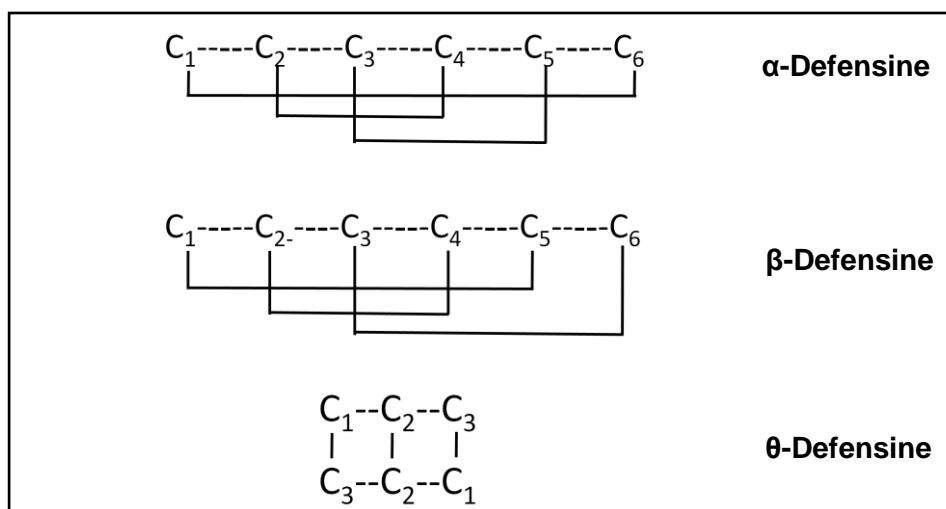 C₁------C₂------C₃------C₄------C₅------C₆
α-Defensine
C₁------C₂₋-----C₃------C₄------C₅------C₆
β-Defensine
C₁--C₂--C₃
C₃--C₂--C₁
θ-Defensine